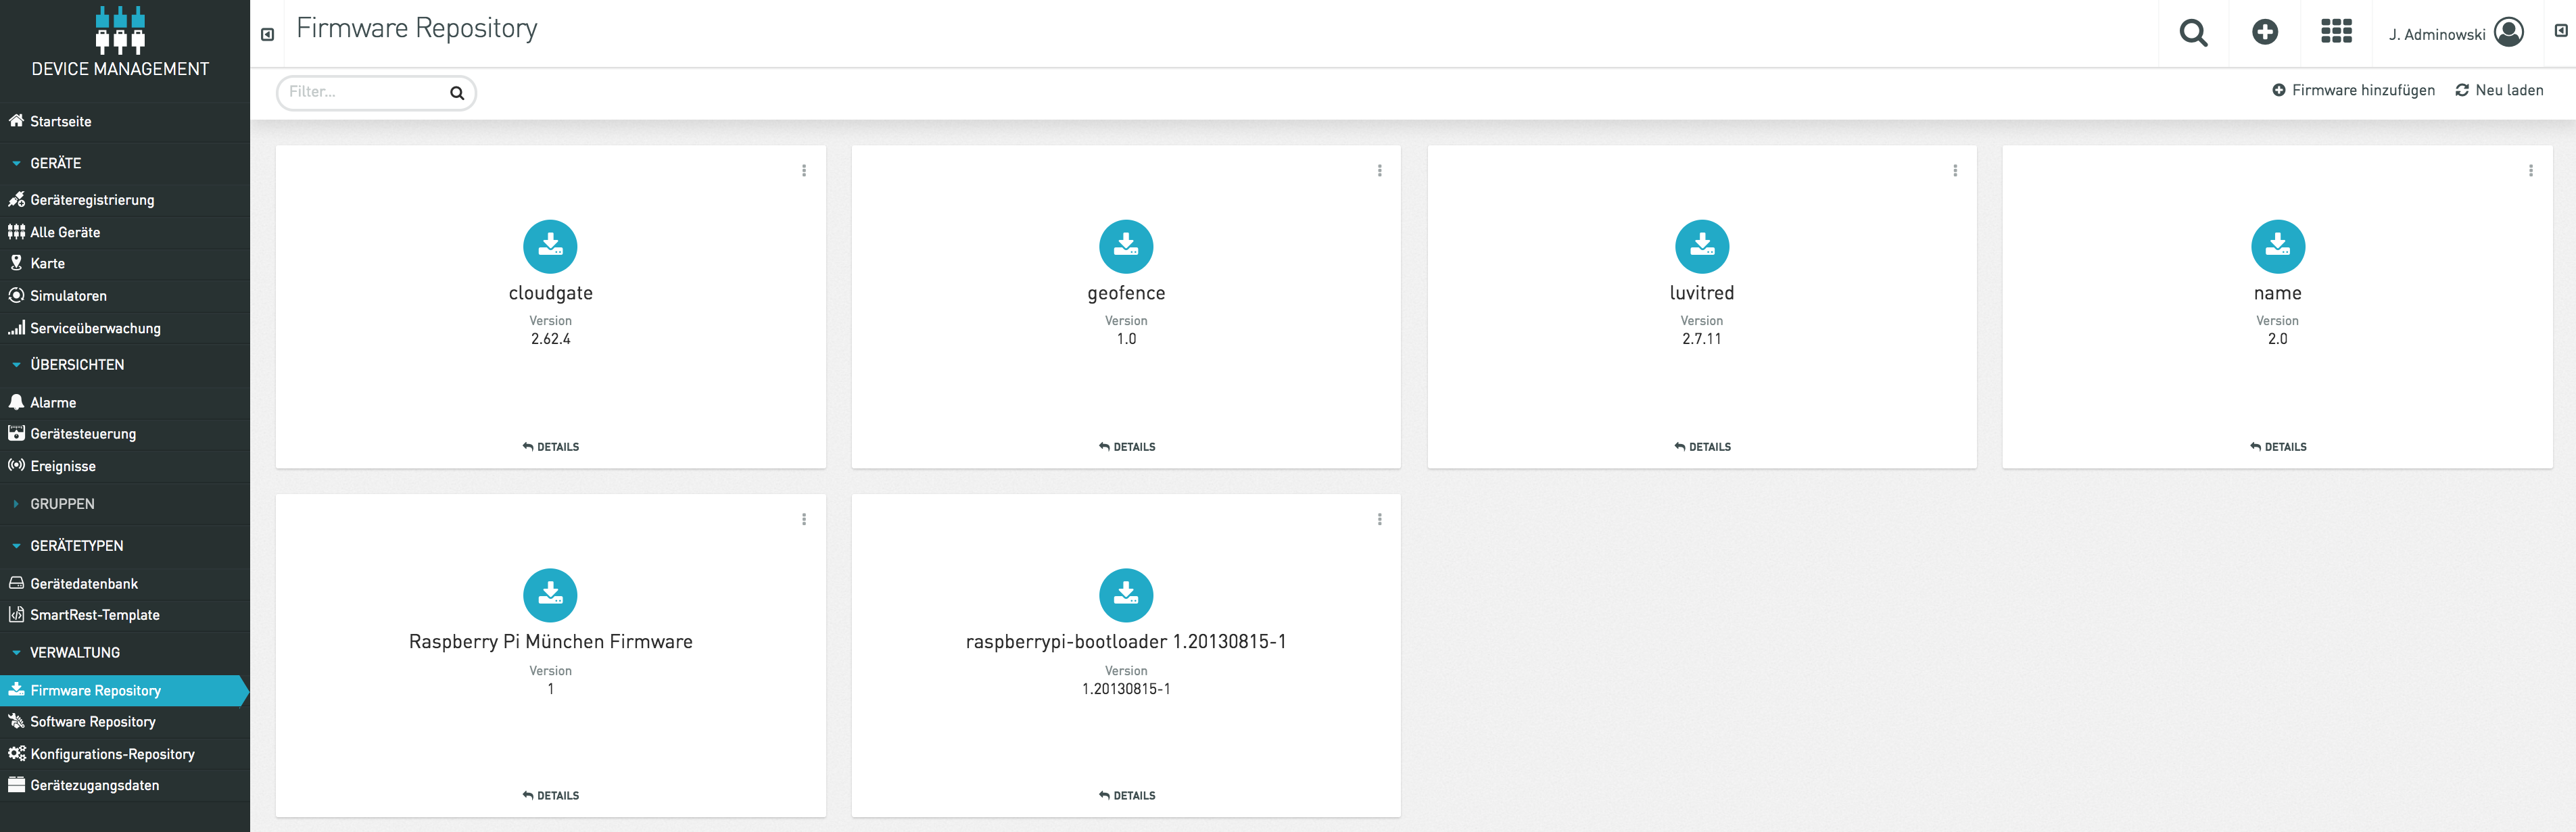 DEVICE MANAGEMENT
Startseite
GERÄTE
Geräteregistrierung
Alle Geräte
Karte
Simulatoren
Serviceüberwachung
ÜBERSICHTEN
Alarme
Gerätesteuerung
Ereignisse
GRUPPEN
GERÄTETYPEN
Gerätedatenbank
SmartRest-Template
VERWALTUNG
Firmware Repository
Software Repository
Konfigurations-Repository
Gerätezugangsdaten
Firmware Repository
J. Adminowski
Filter...
Firmware hinzufügen
Neu laden
cloudgate
Version
2.62.4
DETAILS
geofence
Version
1.0
DETAILS
luvitred
Version
2.7.11
DETAILS
name
Version
2.0
DETAILS
Raspberry Pi München Firmware
Version
1
DETAILS
raspberrypi-bootloader 1.20130815-1
Version
1.20130815-1
DETAILS